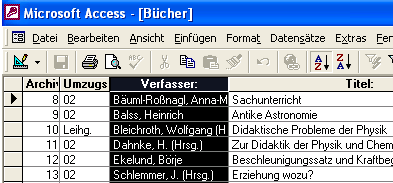 Microsoft Access - [Bücher]
Datei Bearbeiten Ansicht Einfügen Format Datensätze Extras Fenster
Archiv Umzugs Verfasser: Titel:
8 02 Bäuml-Roßnagl, Anna-M Sachunterricht
9 02 Balss, Heinrich Antike Astronomie
10 Leihg. Bleichroth, Wolfgang (H Didaktische Probleme der Physik
11 02 Dahnke, H. (Hrsg.) Zur Didaktik der Physik und Chem
12 02 Ekelund, Börje Beschleunigungssatz und Kraftbeg
13 02 Schlemmer, J. (Hrsg.) Erziehung wozu?